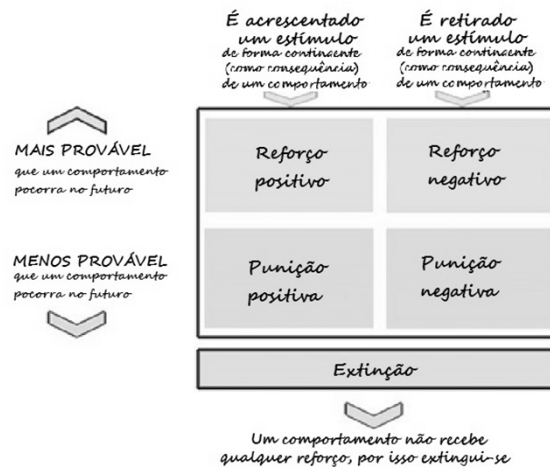 É acrescentado
um estímulo
de forma contingente
(como consequência)
de um comportamento
É retirado
um estímulo
de forma contingente
(como consequência)
de um comportamento
MAIS PROVÁVEL
que um comportamento
pocorra no futuro
Reforço
positivo
Reforço
negativo
MENOS PROVÁVEL
que um comportamento
pocorra no futuro
Punição
positiva
Punição
negativa
Extinção
Um comportamento não recebe
qualquer reforço, por isso extingui-se